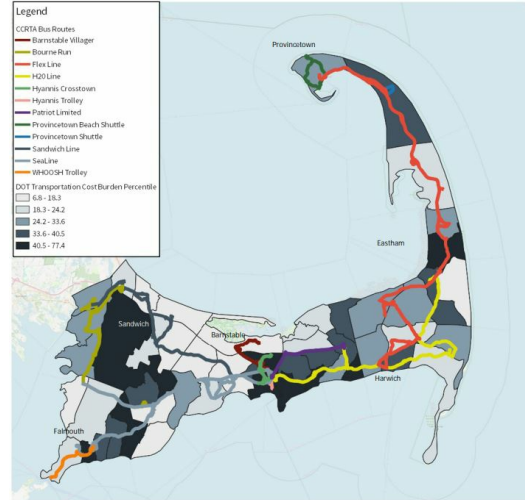 Legend
CCRTA Bus Routes
Barnstable Villager
Bourne Run
Flex Line
H20 Line
Hyannis Crosstown
Hyannis Trolley
Patriot Limited
Provincetown Beach Shuttle
Provincetown Shuttle
Sandwich Line
SeaLine
WHOOSH Trolley
DOT Transportation Cost Burden Percentile
6.8 - 18.3
18.3 - 24.2
24.2 - 33.6
33.6 - 40.5
40.5 - 77.4
Provincetown
Eastham
Sandwich
Barnstable
Harwich
Falmouth